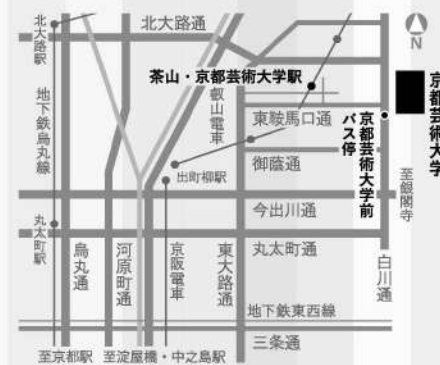 北大路通
北大路駅
N
茶山・京都芸術大学駅
京都芸術大学
地下鉄烏丸線
叡山電車
東鞍馬口通
京都芸術大学前
バス停
御蔭通
出町柳駅
至銀閣寺
今出川通
丸太町駅
烏丸通
河原町通
京阪電車
東大路通
丸太町通
白川通
地下鉄東西線
三条通
至京都駅
至淀屋橋・中之島駅